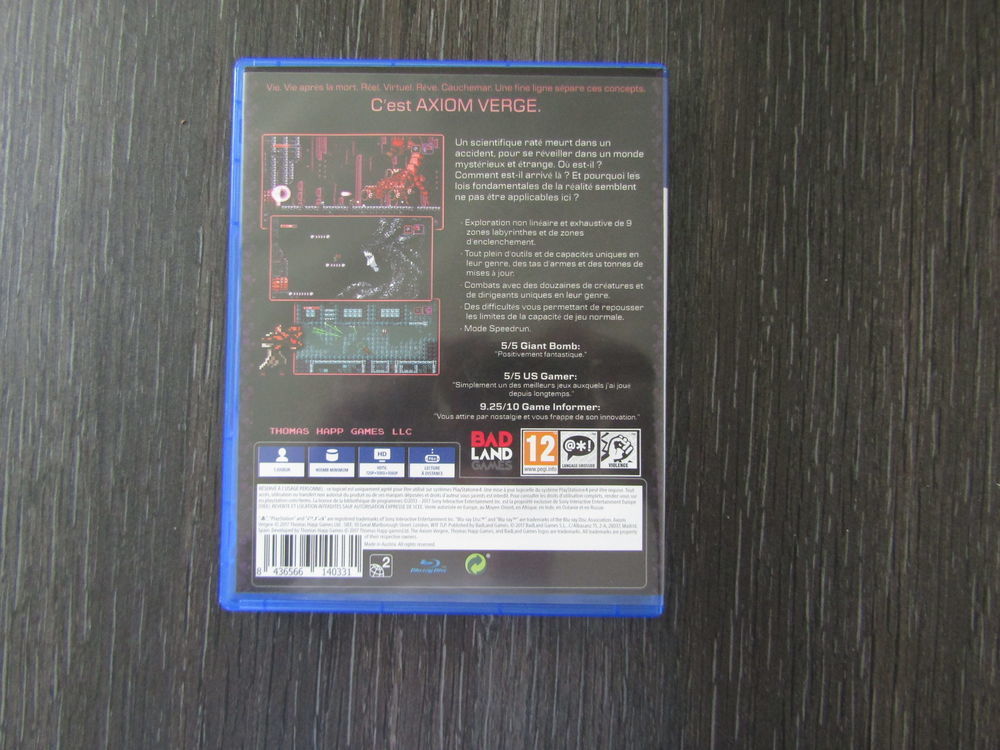 Vie. Vie après la mort. Réel. Virtuel. Rêve. Cauchemar. Une fine ligne sépare ces concepts.
C'est AXIOM VERGE.
Un scientifique raté meurt dans un
accident, pour se réveiller dans un monde
mystérieux et étrange. Où est-il ?
Comment est-il arrivé là ? Et pourquoi les
lois fondamentales de la réalité semblent
ne pas être applicables ici ?
· Exploration non linéaire et exhaustive de 9
zones labyrinthes et de zones
d'enclenchement.
· Tout plein d'outils et de capacités uniques en
leur genre, des tas d'armes et des tonnes de
mises à jour.
· Combats avec des douzaines de créatures et
de dirigeants uniques en leur genre.
· Des difficultés vous permettant de repousser
les limites de la capacité de jeu normale.
· Mode Speedrun.
5/5 Giant Bomb:
"Positivement fantastique."
5/5 US Gamer:
"Simplement un des meilleurs jeux auxquels j'ai joué
depuis longtemps."
9.25/10 Game Informer:
"Vous attire par nostalgie et vous frappe de son innovation."
THOMAS HAPP GAMES LLC
BAD
LAND
GAMES
12
www.pegi.info
LANGAGE GROSSIER
VIOLENCE
1 JOUEUR
MINIMUM
HD
HDTV
720P
LECTURE
À DISTANCE
Made in Austria. All rights reserved.
8 436566 140331
2
Blu-ray Disc